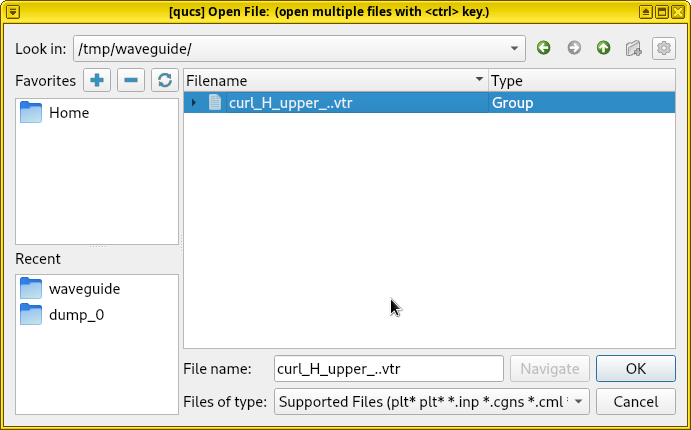 [qucs] Open File:  (open multiple files with <ctrl> key.)
Look in: /tmp/waveguide/
Favorites
Home
Recent
waveguide
dump_0
Filename Type
curl_H_upper_..vtr Group
File name: curl_H_upper_..vtr Navigate OK
Files of type: Supported Files (plt* plt* *.inp *.cgns *.cml Cancel